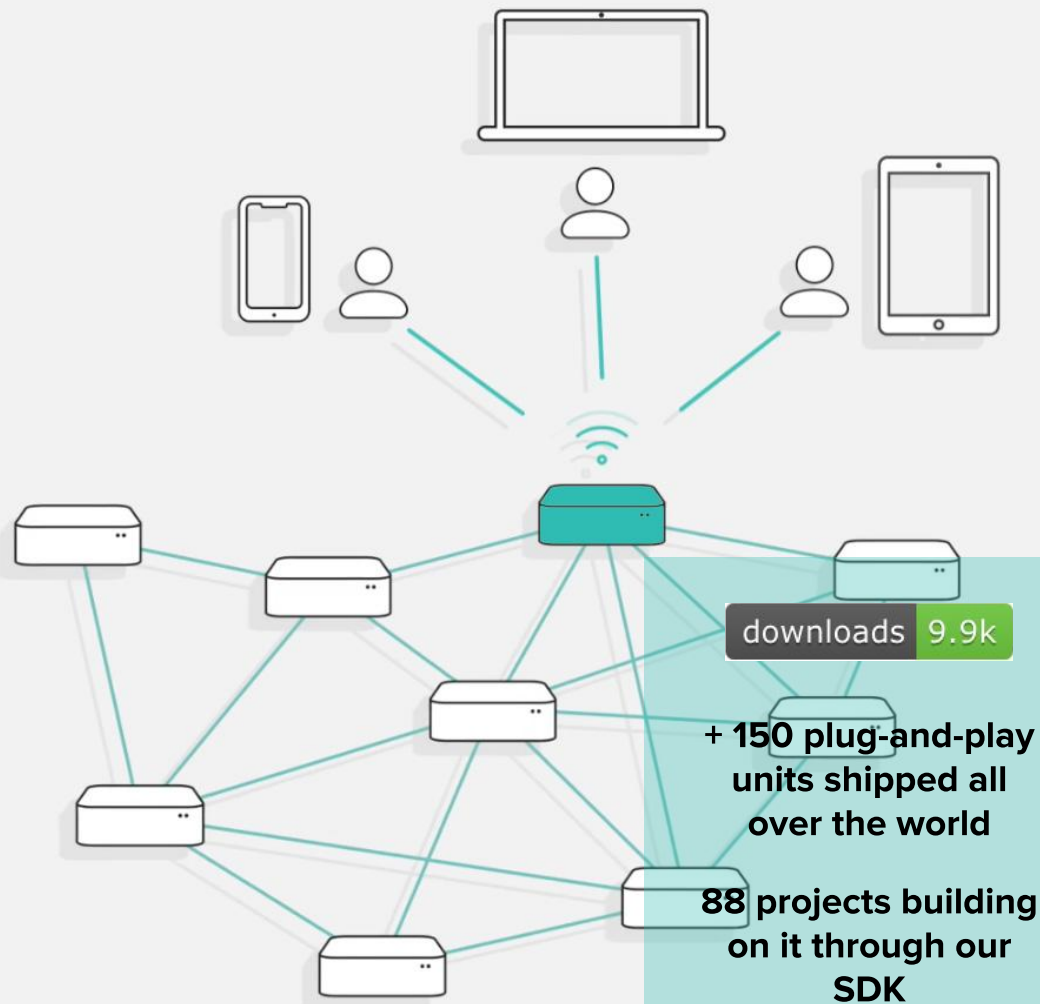 downloads 9.9k
+ 150 plug-and-play
units shipped all
over the world
88 projects building
on it through our
SDK